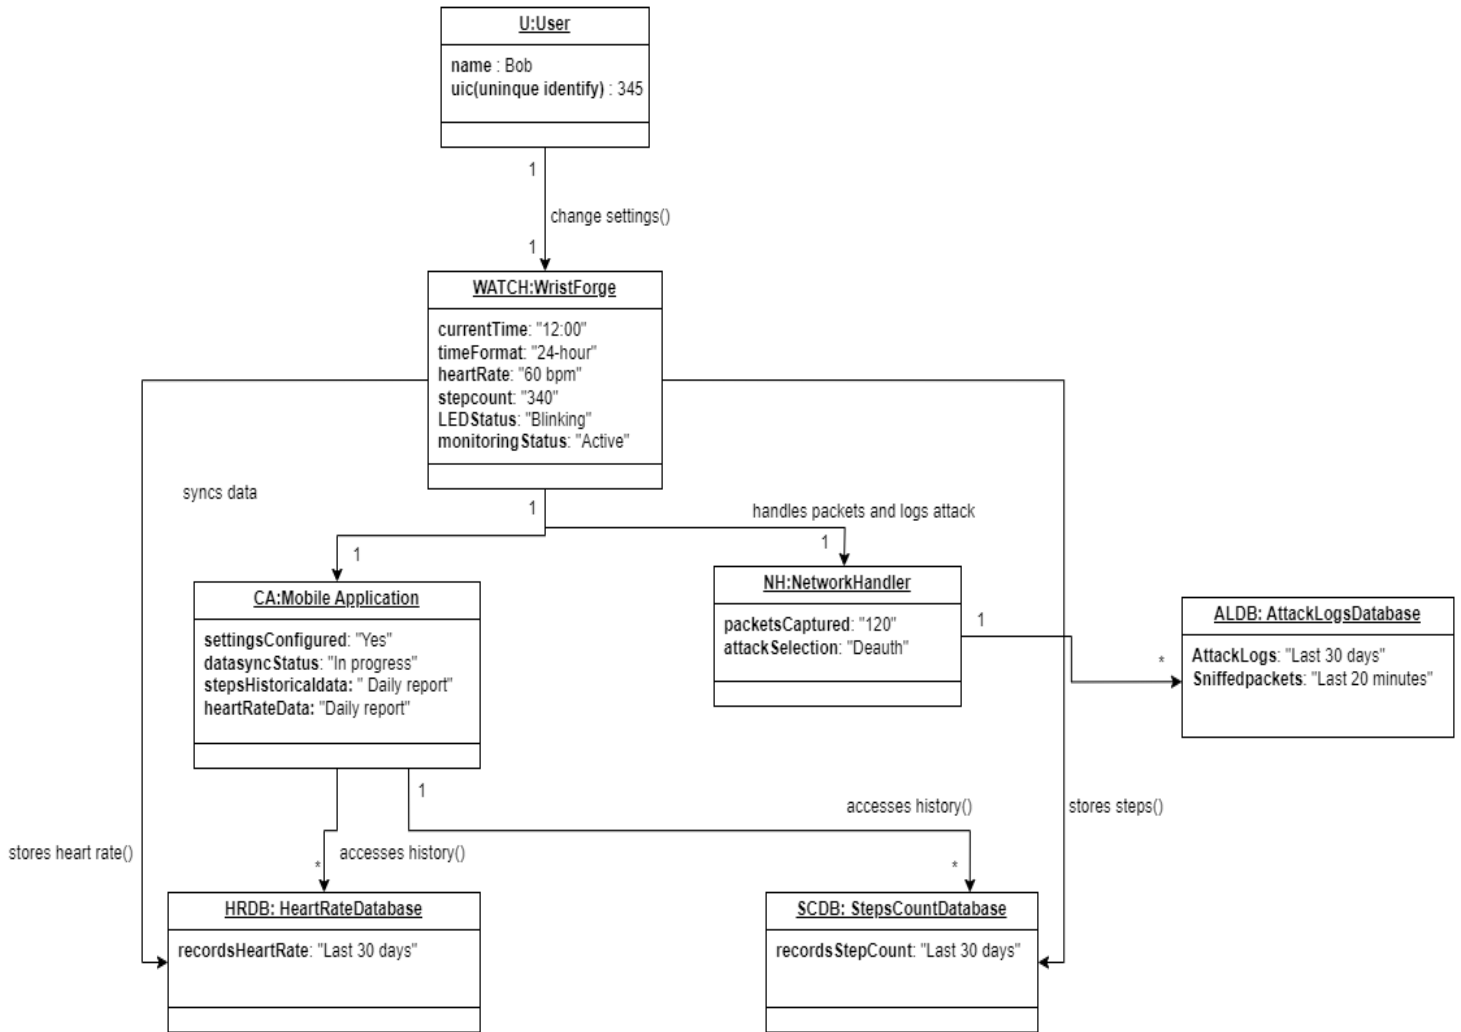 U:User
name : Bob
uic(uninque identify) : 345
1
change settings()
1
WATCH:WristForge
currentTime: "12:00"
timeFormat: "24-hour"
heartRate: "60 bpm"
stepcount: "340"
LEDStatus: "Blinking"
monitoringStatus: "Active"
syncs data
1
handles packets and logs attack
1
1
CA:Mobile Application
settingsConfigured: "Yes"
datasyncStatus: "In progress"
stepsHistoricaldata: " Daily report"
heartRateData: "Daily report"
NH:NetworkHandler
packetsCaptured: "120"
attackSelection: "Deauth"
1
*
ALDB: AttackLogsDatabase
AttackLogs: "Last 30 days"
Sniffedpackets: "Last 20 minutes"
1
accesses history()
stores steps()
stores heart rate()
*
accesses history()
*
HRDB: HeartRateDatabase
recordsHeartRate: "Last 30 days"
SCDB: StepsCountDatabase
recordsStepCount: "Last 30 days"